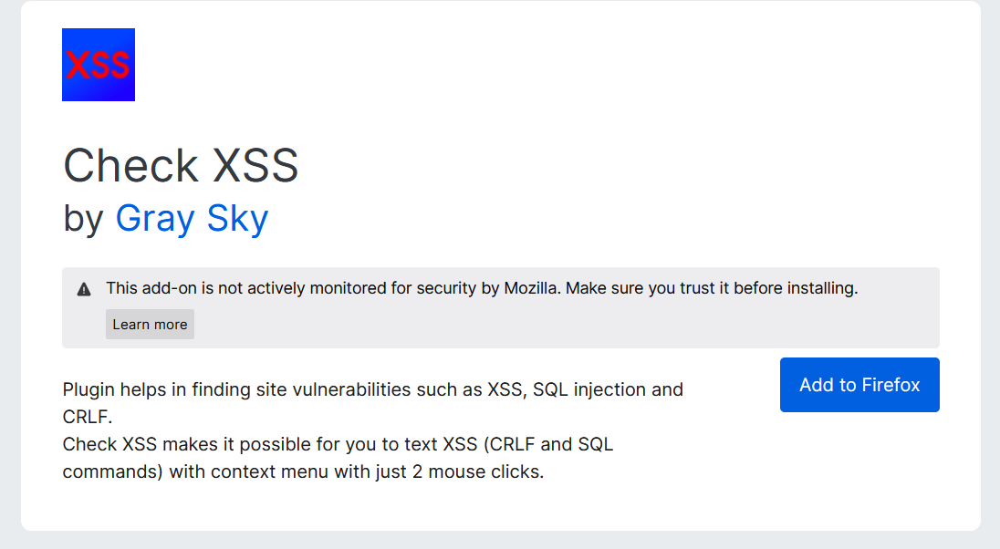 XSS
Check XSS
by Gray Sky
This add-on is not actively monitored for security by Mozilla. Make sure you trust it before installing.
Learn more
Add to Firefox
Plugin helps in finding site vulnerabilities such as XSS, SQL injection and
CRLF.
Check XSS makes it possible for you to text XSS (CRLF and SQL
commands) with context menu with just 2 mouse clicks.